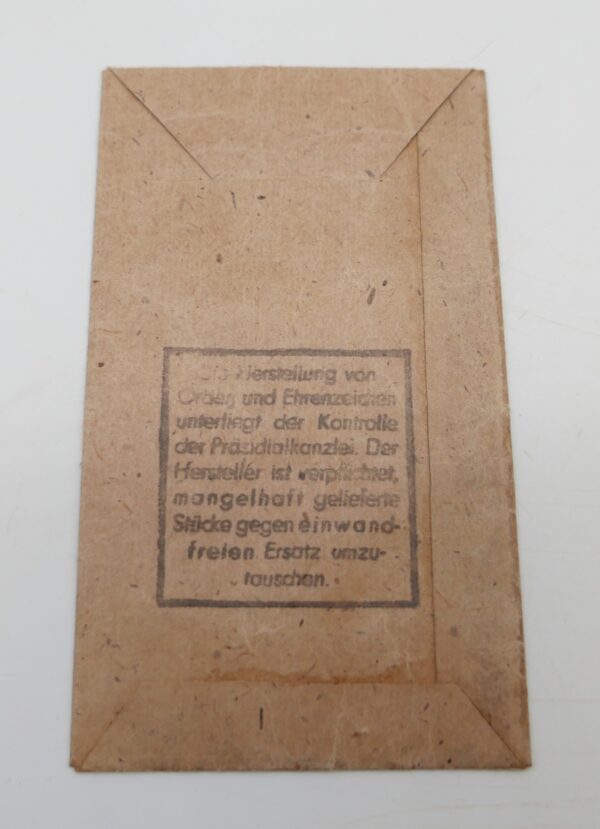 Die Herstellung von
Orden und Ehrenzeichen
unterliegt der Kontrolle
der Präsidialkanzlei. Der
Hersteller ist verpflichtet,
mangelhaft gelieferte
Stücke gegen einwand-
freien Ersatz umzu-
tauschen.